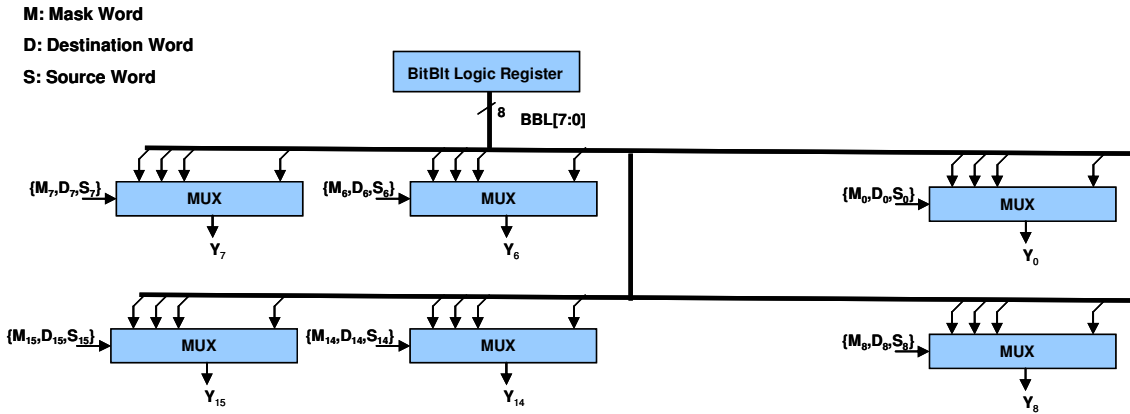 M: Mask Word
D: Destination Word
S: Source Word
BitBlt Logic Register
8
BBL[7:0]
{M₇,D₇,S₇}
MUX
{M₆,D₆,S₆}
MUX
{M₀,D₀,S₀}
MUX
Y₇
Y₆
Y₀
{M₁₅,D₁₅,S₁₅}
MUX
{M₁₄,D₁₄,S₁₄}
MUX
{M₈,D₈,S₈}
MUX
Y₁₅
Y₁₄
Y₈